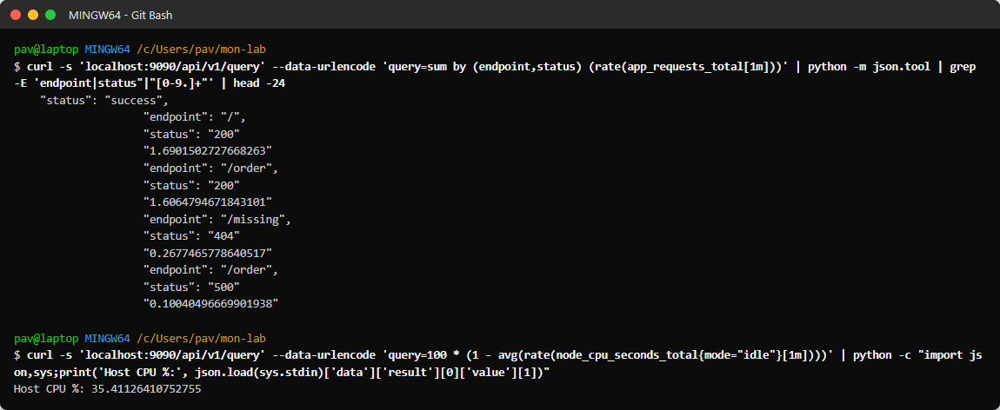 MINGW64 - Git Bash
pav@laptop MINGW64 /c/Users/pav/mon-lab
$ curl -s 'localhost:9090/api/v1/query' --data-urlencode 'query=sum by (endpoint,status) (rate(app_requests_total[1m]))' | python -m json.tool | grep
-E 'endpoint|status"|"[0-9.]+"' | head -24
    "status": "success",
                    "endpoint": "/",
                    "status": "200"
                    "1.6901502727668263"
                    "endpoint": "/order",
                    "status": "200"
                    "1.6064794671843101"
                    "endpoint": "/missing",
                    "status": "404"
                    "0.2677465778640517"
                    "endpoint": "/order",
                    "status": "500"
                    "0.10040496669901938"
pav@laptop MINGW64 /c/Users/pav/mon-lab
$ curl -s 'localhost:9090/api/v1/query' --data-urlencode 'query=100 * (1 - avg(rate(node_cpu_seconds_total{mode="idle"}[1m])))' | python -c "import js
on,sys;print('Host CPU %:', json.load(sys.stdin)['data']['result'][0]['value'][1])"
Host CPU %: 35.41126410752755